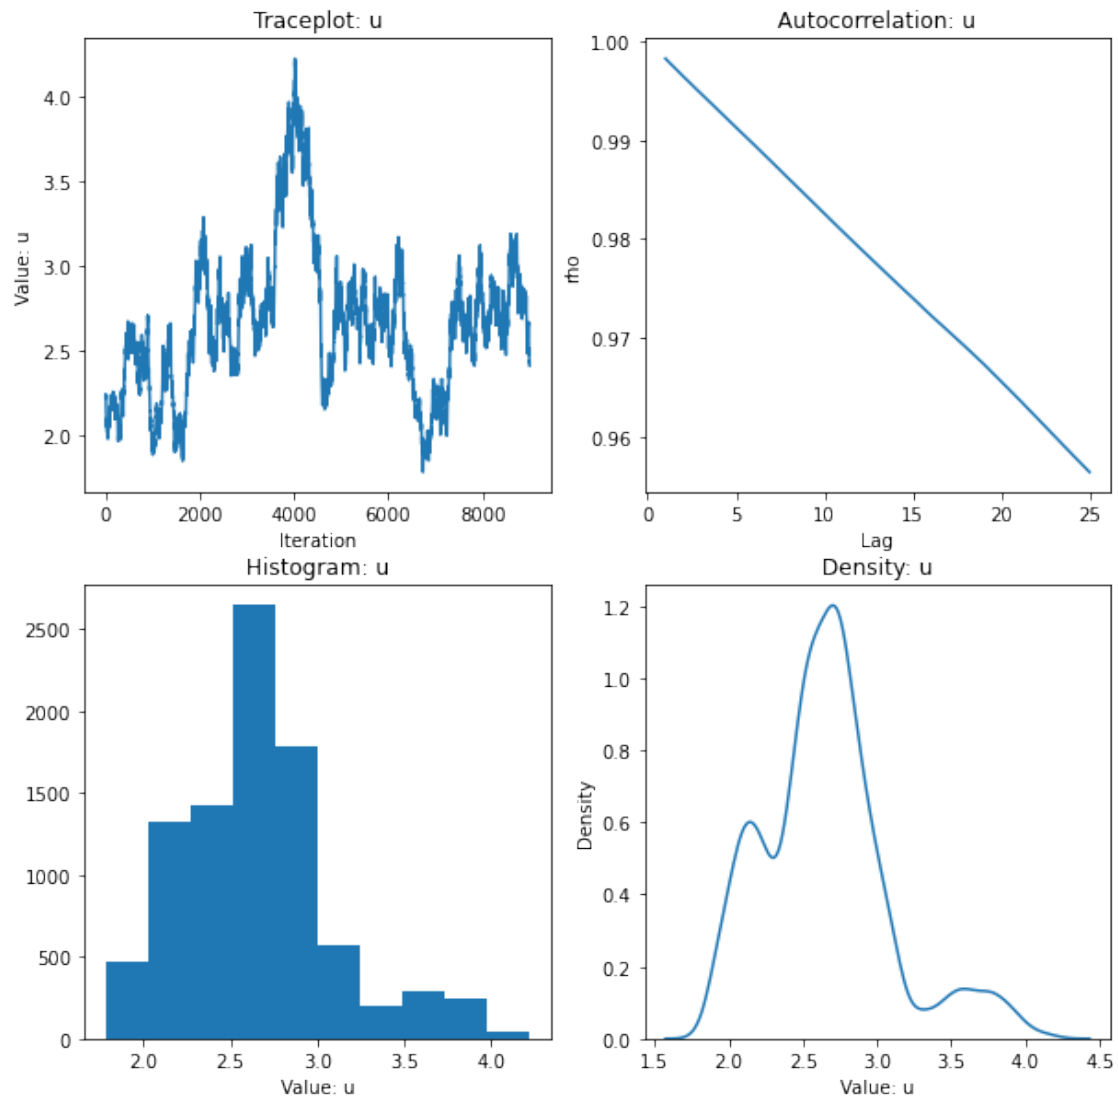 Traceplot: u
4.0
3.5
3.0
2.5
2.0
Value: u
0 2000 4000 6000 8000
Iteration
Autocorrelation: u
1.00
0.99
0.98
0.97
0.96
rho
0 5 10 15 20 25
Lag
Histogram: u
2500
2000
1500
1000
500
0
2.0 2.5 3.0 3.5 4.0
Value: u
Density: u
1.2
1.0
0.8
0.6
0.4
0.2
0.0
Density
1.5 2.0 2.5 3.0 3.5 4.0 4.5
Value: u